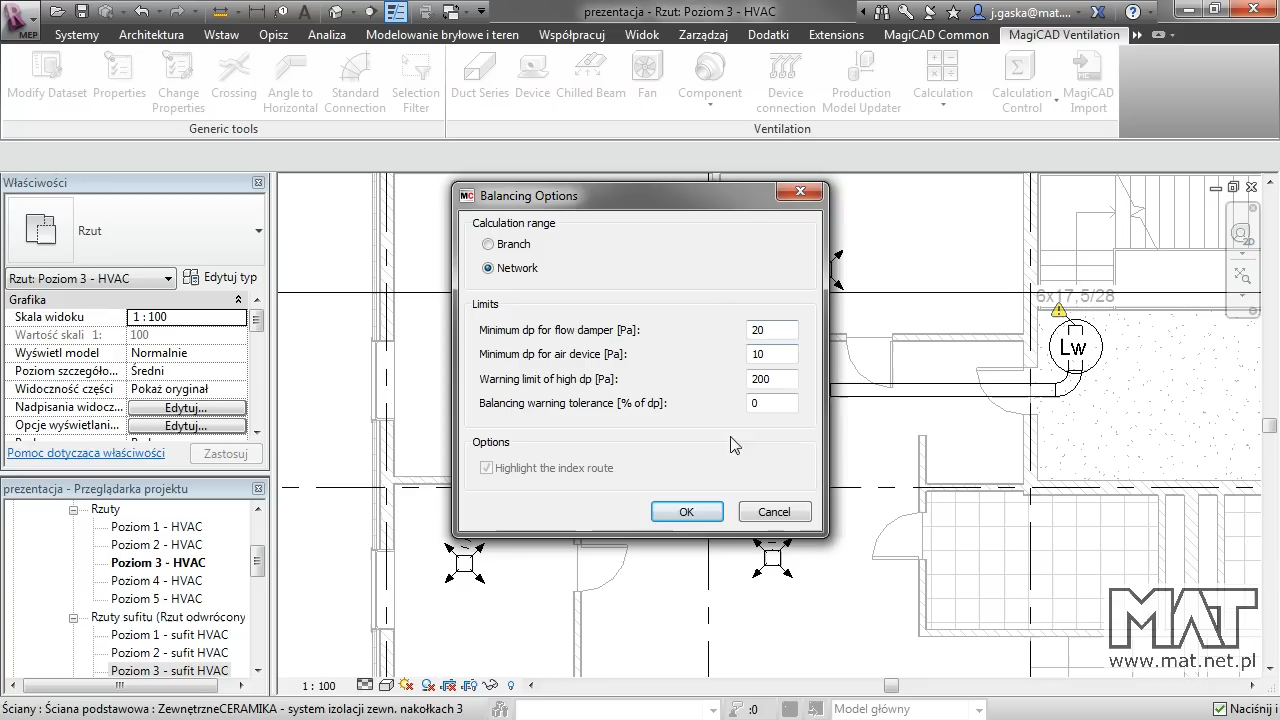 prezentacja - Rzut: Poziom 3 - HVAC
j.gaska@mat....
MEP
Systemy
Architektura
Wstaw
Opisz
Analiza
Modelowanie bryłowe i teren
Współpracuj
Widok
Zarządzaj
Dodatki
Extensions
MagiCAD Common
MagiCAD Ventilation
Modify Dataset
Properties
Change
Properties
Crossing
Angle to
Horizontal
Standard
Connection
Selection
Filter
Duct Series
Device
Chilled Beam
Fan
Component
Device
connection
Production
Model Updater
Calculation
Calculation
Control
MagiCAD
Import
Generic tools
Ventilation
Właściwości
Rzut
Rzut: Poziom 3 - HVAC
Edytuj typ
Grafika
Skala widoku
1 : 100
Wartość skali 1:
100
Wyświetl model
Normalnie
Poziom szczegóło...
Średni
Widoczność części
Pokaż oryginał
Nadpisania widocz...
Edytuj...
Opcje wyświetlani...
Edytuj...
Pomoc dotycząca właściwości
Zastosuj
prezentacja - Przeglądarka projektu
Rzuty
Poziom 1 - HVAC
Poziom 2 - HVAC
Poziom 3 - HVAC
Poziom 4 - HVAC
Poziom 5 - HVAC
Rzuty sufitu (Rzut odwrócony
Poziom 1 - sufit HVAC
Poziom 2 - sufit HVAC
Poziom 3 - sufit HVAC
MC Balancing Options
Calculation range
Branch
Network
Limits
Minimum dp for flow damper [Pa]:
20
Minimum dp for air device [Pa]:
10
Warning limit of high dp [Pa]:
200
Balancing warning tolerance [% of dp]:
0
Options
Highlight the index route
OK
Cancel
2D
6x17,5/28
Lw
MAT
www.mat.net.pl
1 : 100
Ściany : Ściana podstawowa : ZewnętrzneCERAMIKA - system izolacji zewn. nakołkach 3
:0
Model główny
Naciśnij i